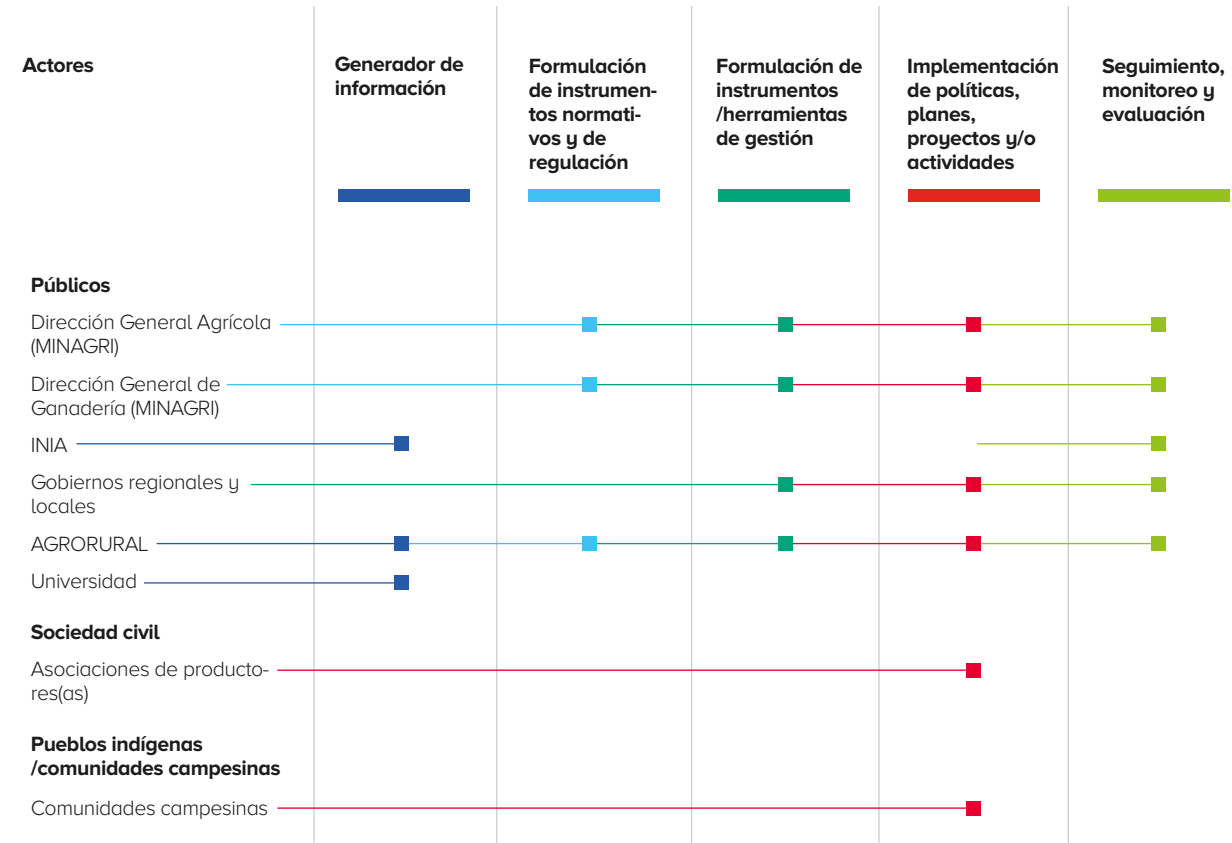 Actores
Generador de
información
Formulación
de instrumen-
tos normati-
vos y de
regulación
Formulación de
instrumentos
/herramientas
de gestión
Implementación
de políticas,
planes,
proyectos y/o
actividades
Seguimiento,
monitoreo y
evaluación
Públicos
Dirección General Agrícola
(MINAGRI)
Dirección General de
Ganadería (MINAGRI)
INIA
Gobiernos regionales y
locales
AGRORURAL
Universidad
Sociedad civil
Asociaciones de producto-
res(as)
Pueblos indígenas
/comunidades campesinas
Comunidades campesinas